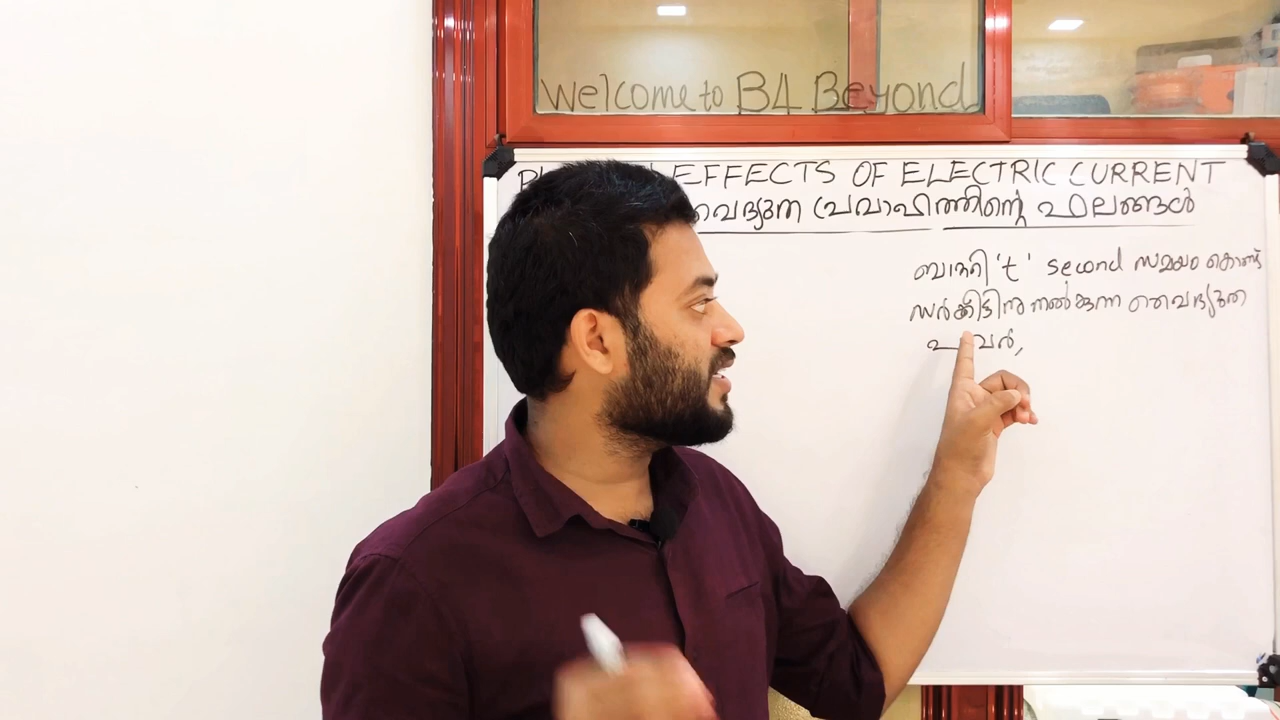 Welcome to B4 Beyond
EFFECTS OF ELECTRIC CURRENT
വൈദ്യുത പ്രവാഹത്തിന്റെ ഫലങ്ങൾ
ബാറ്ററി 't' second സമയം കൊണ്ട്
സർക്കിട്ടിനു നൽകുന്ന വൈദ്യുത
പവർ,